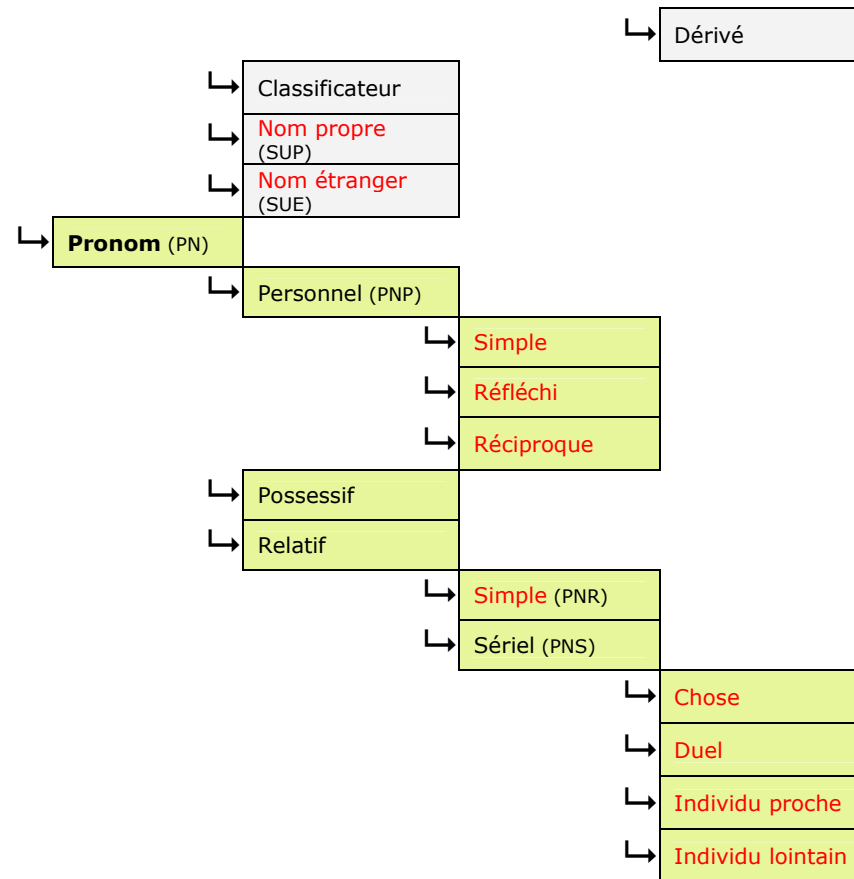 Dérivé
Classificateur
Nom propre
(SUP)
Nom étranger
(SUE)
Pronom (PN)
Personnel (PNP)
Simple
Réfléchi
Réciproque
Possessif
Relatif
Simple (PNR)
Sériel (PNS)
Chose
Duel
Individu proche
Individu lointain